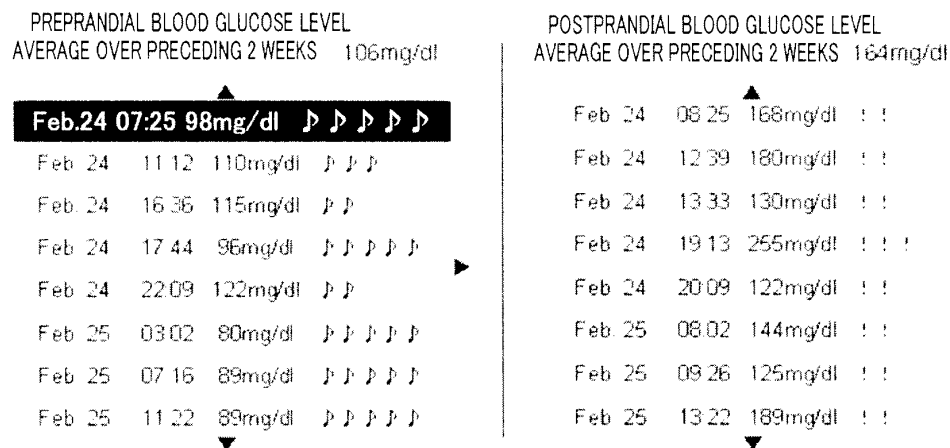 PREPRANDIAL BLOOD GLUCOSE LEVEL
AVERAGE OVER PRECEDING 2 WEEKS 106mg/dl
Feb.24 07:25 98mg/dl ♪ ♪ ♪ ♪ ♪
Feb 24 11 12 110mg/dl ♪ ♪ ♪
Feb. 24 16 36 115mg/dl ♪ ♪
Feb 24 17 44 96mg/dl ♪ ♪ ♪ ♪ ♪
Feb 24 22 09 122mg/dl ♪ ♪
Feb 25 03 02 80mg/dl ♪ ♪ ♪ ♪ ♪
Feb 25 07 16 89mg/dl ♪ ♪ ♪ ♪ ♪
Feb 25 11 22 89mg/dl ♪ ♪ ♪ ♪ ♪
POSTPRANDIAL BLOOD GLUCOSE LEVEL
AVERAGE OVER PRECEDING 2 WEEKS 164mg/dl
Feb 24 08 25 168mg/dl ! !
Feb 24 12 39 180mg/dl ! !
Feb 24 13 33 130mg/dl ! !
Feb 24 19 13 255mg/dl ! ! !
Feb 24 20 09 122mg/dl ! !
Feb 25 08 02 144mg/dl ! !
Feb 25 09 26 125mg/dl ! !
Feb 25 13 22 189mg/dl ! !